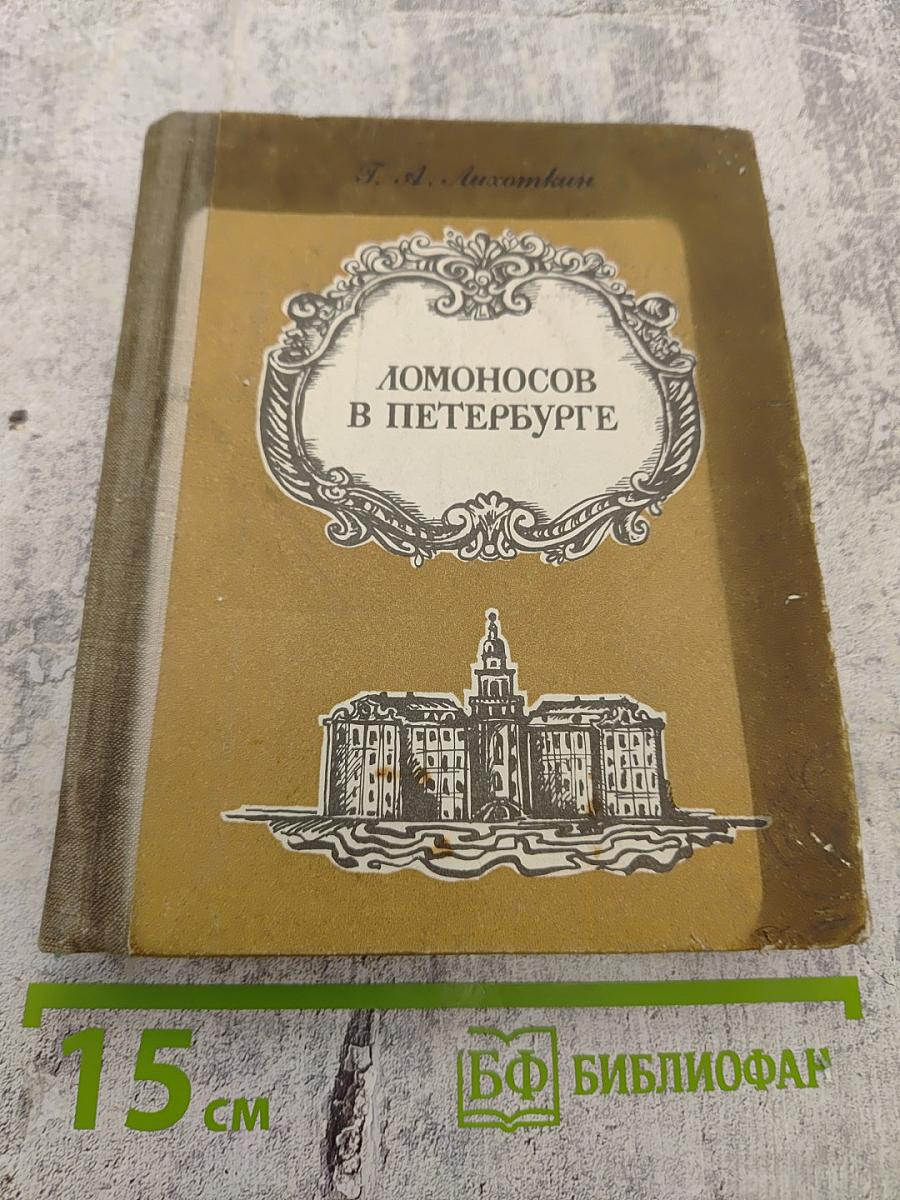 Г. А. Лихоткин
ЛОМОНОСОВ
В ПЕТЕРБУРГЕ
15 см
БФ БИБЛИОФАН